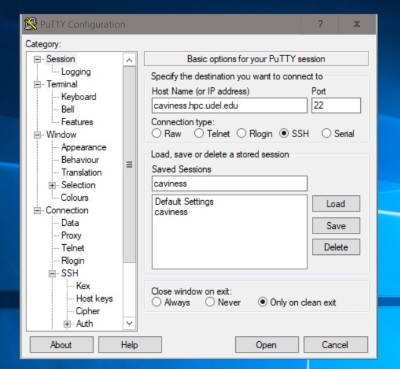 PuTTY Configuration
? X
Category:
Session
Logging
Terminal
Keyboard
Bell
Features
Window
Appearance
Behaviour
Translation
Selection
Colours
Connection
Data
Proxy
Telnet
Rlogin
SSH
Kex
Host keys
Cipher
Auth
Basic options for your PuTTY session
Specify the destination you want to connect to
Host Name (or IP address) Port
caviness.hpc.udel.edu 22
Connection type:
Raw Telnet Rlogin SSH Serial
Load, save or delete a stored session
Saved Sessions
caviness
Default Settings
caviness
Load
Save
Delete
Close window on exit:
Always Never Only on clean exit
About Help Open Cancel